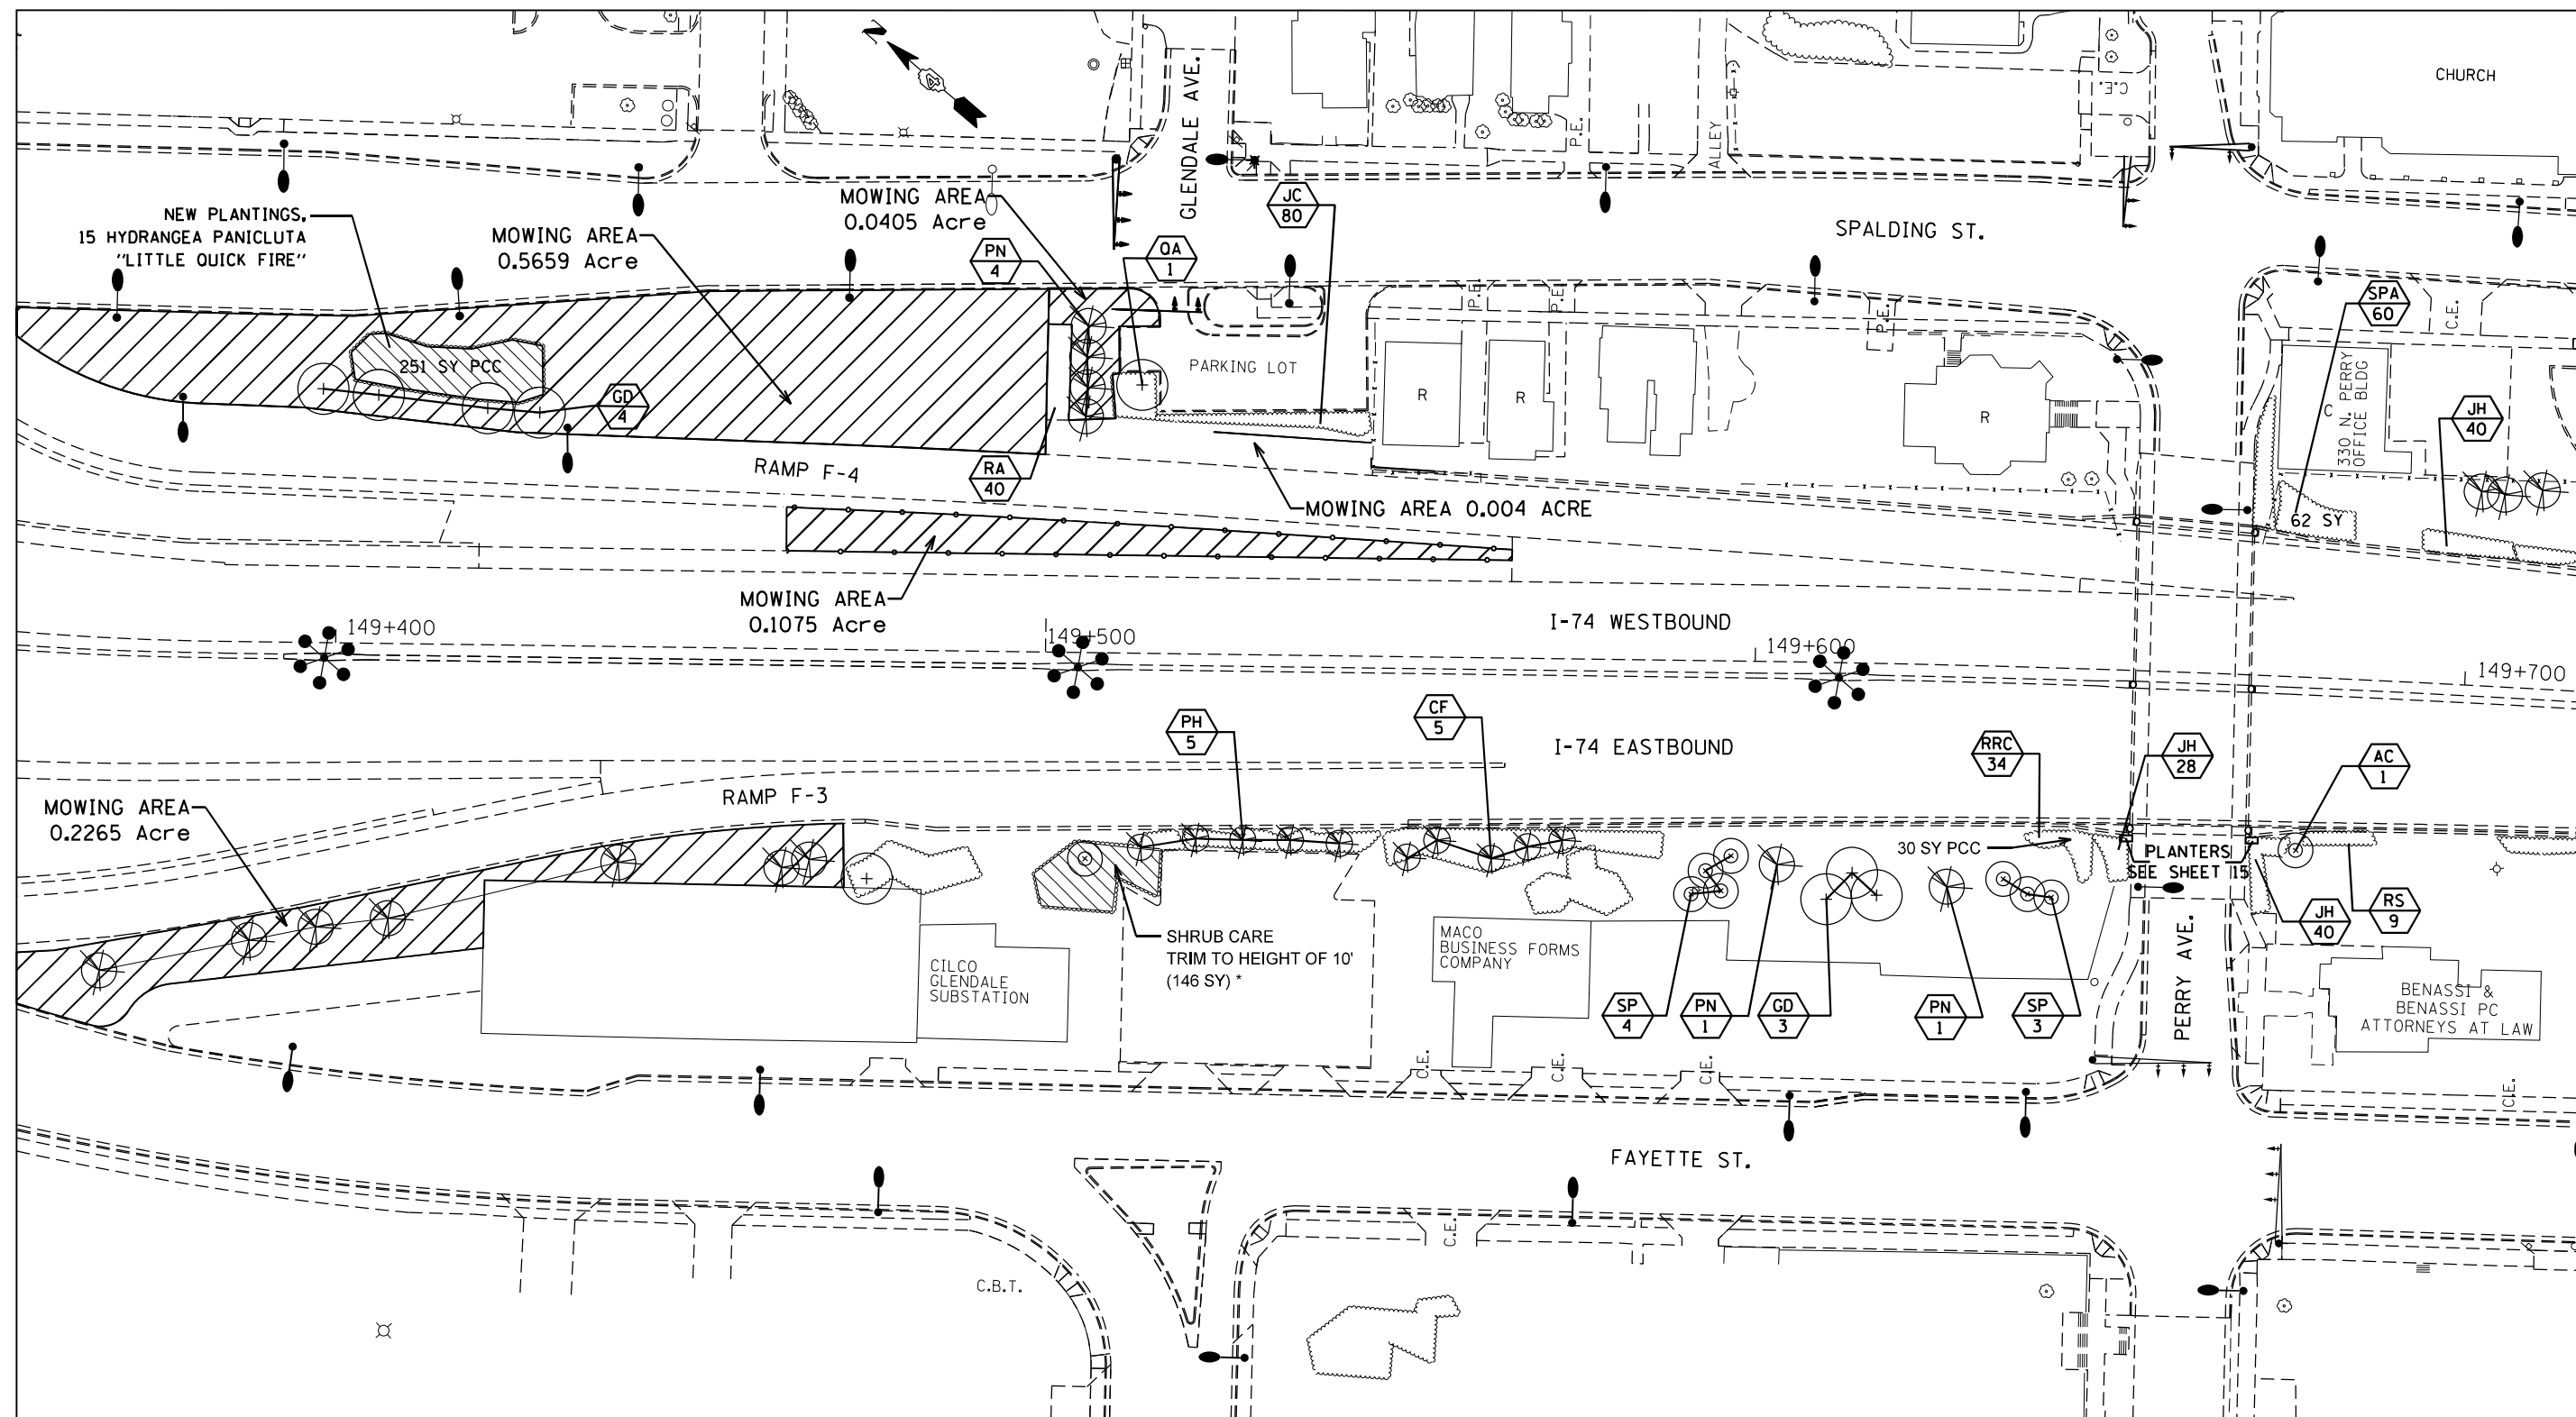 N
GLENDALE AVE.
P.E.
ALLEY
C.E.
CHURCH
NEW PLANTINGS,
15 HYDRANGEA PANICLUTA
"LITTLE QUICK FIRE"
MOWING AREA
0.5659 Acre
MOWING AREA
0.0405 Acre
PN
4
QA
1
JC
80
SPALDING ST.
SPA
60
C.E.
P.E.
P.E.
P.E.
251 SY PCC
GD
4
PARKING LOT
R
R
R
C
330 N. PERRY
OFFICE BLDG
JH
40
RAMP F-4
RA
40
MOWING AREA 0.004 ACRE
62 SY
MOWING AREA
0.1075 Acre
I-74 WESTBOUND
149+400
149+500
149+600
149+700
PH
5
CF
5
I-74 EASTBOUND
RRC
34
JH
28
AC
1
MOWING AREA
0.2265 Acre
RAMP F-3
30 SY PCC
PLANTERS
SEE SHEET 15
JH
40
RS
9
SHRUB CARE
TRIM TO HEIGHT OF 10'
(146 SY) *
CILCO
GLENDALE
SUBSTATION
MACO
BUSINESS FORMS
COMPANY
SP
4
PN
1
GD
3
PN
1
SP
3
PERRY AVE.
BENASSI &
BENASSI PC
ATTORNEYS AT LAW
C.E.
C.E.
C.E.
C.E.
FAYETTE ST.
C.E.
C.B.T.